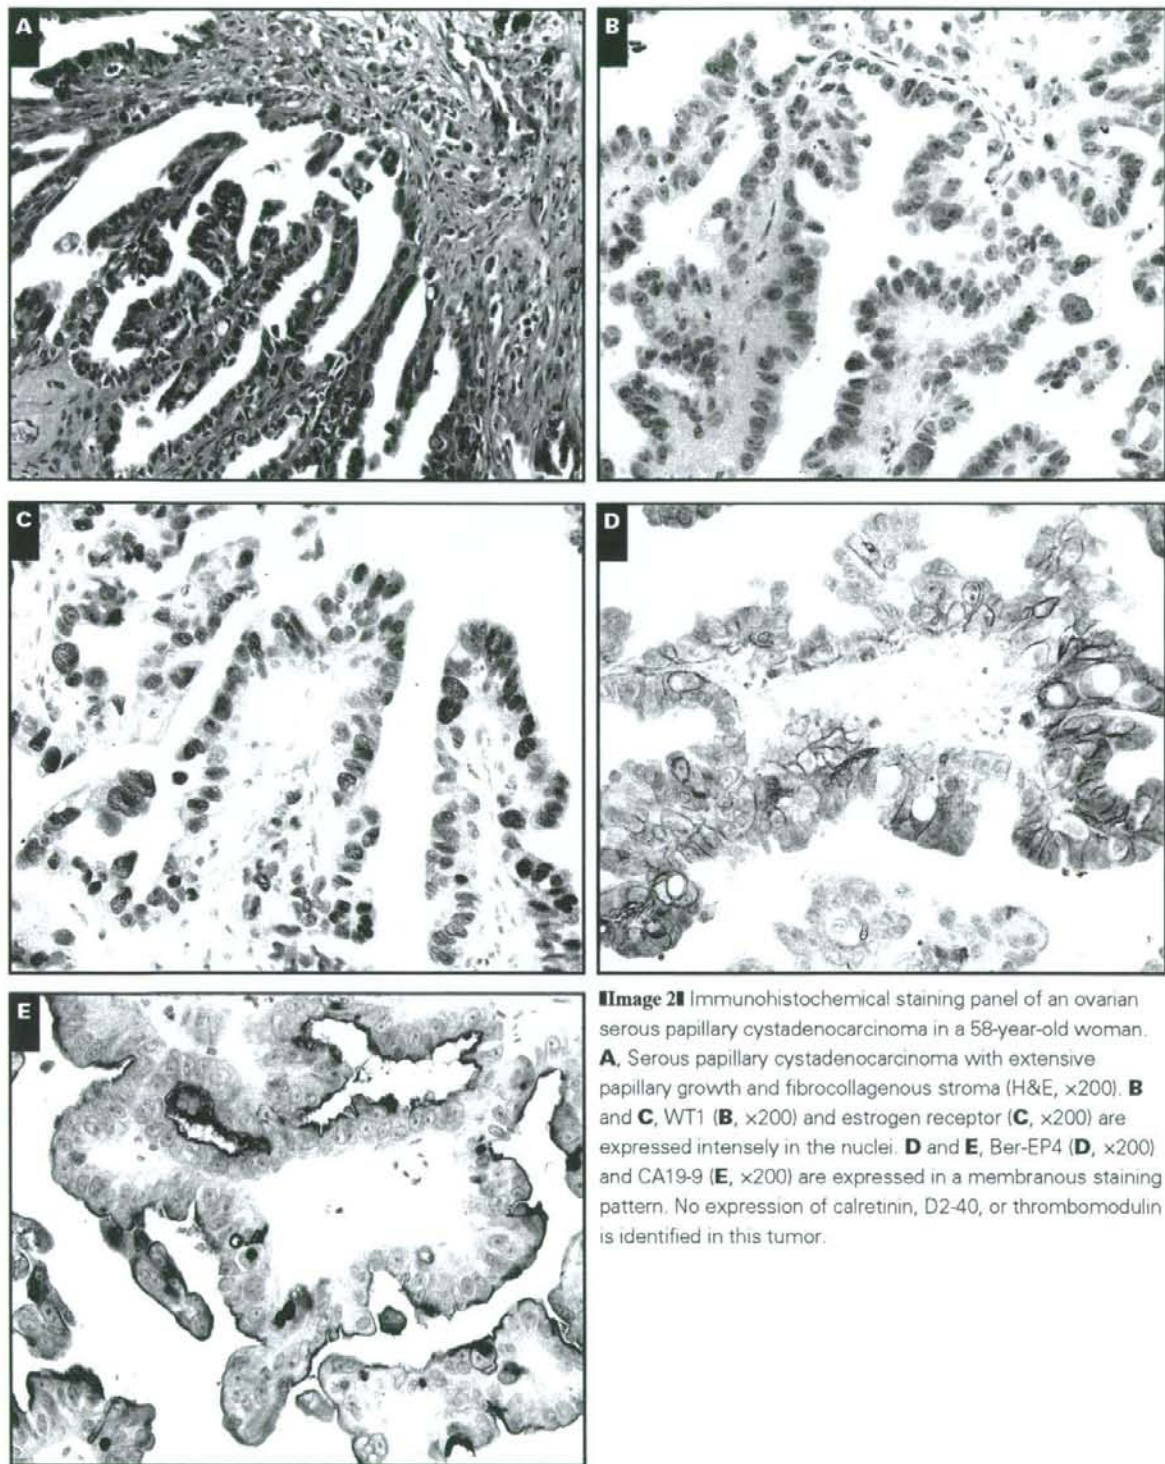 A
B
C
D
E
Image 2 Immunohistochemical staining panel of an ovarian
serous papillary cystadenocarcinoma in a 58-year-old woman.
A, Serous papillary cystadenocarcinoma with extensive
papillary growth and fibrocollagenous stroma (H&E, ×200). B
and C, WT1 (B, ×200) and estrogen receptor (C, ×200) are
expressed intensely in the nuclei. D and E, Ber-EP4 (D, ×200)
and CA19-9 (E, ×200) are expressed in a membranous staining
pattern. No expression of calretinin, D2-40, or thrombomodulin
is identified in this tumor.